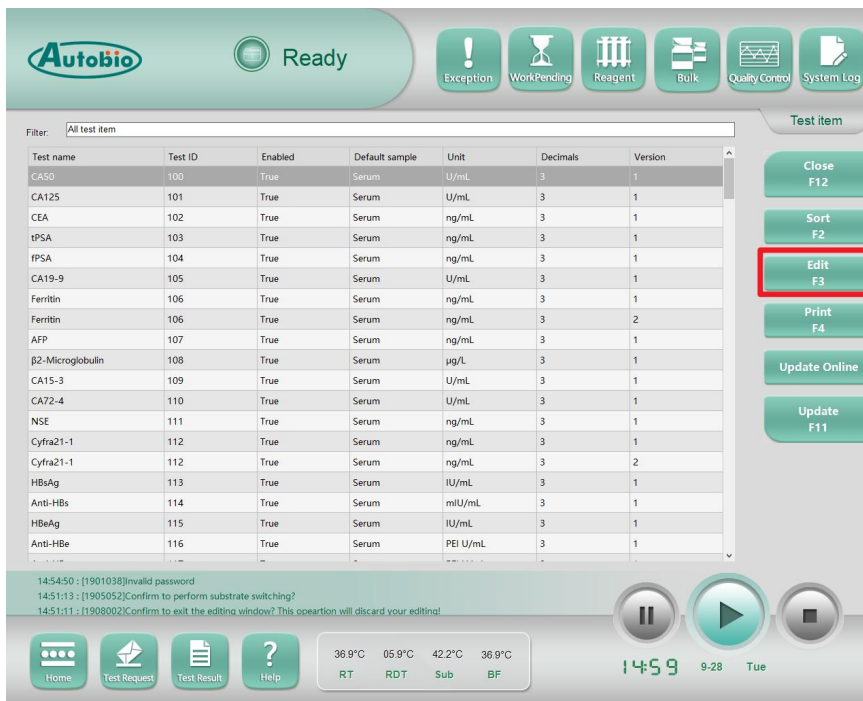 Autobio
Ready
Exception
WorkPending
Reagent
Bulk
Quality Control
System Log
Filter: All test item
Test item
Test name Test ID Enabled Default sample Unit Decimals Version
CA50 100 True Serum U/mL 3 1
CA125 101 True Serum U/mL 3 1
CEA 102 True Serum ng/mL 3 1
tPSA 103 True Serum ng/mL 3 1
fPSA 104 True Serum ng/mL 3 1
CA19-9 105 True Serum U/mL 3 1
Ferritin 106 True Serum ng/mL 3 1
Ferritin 106 True Serum ng/mL 3 2
AFP 107 True Serum ng/mL 3 1
β2-Microglobulin 108 True Serum μg/L 3 1
CA15-3 109 True Serum U/mL 3 1
CA72-4 110 True Serum U/mL 3 1
NSE 111 True Serum ng/mL 3 1
Cyfra21-1 112 True Serum ng/mL 3 1
Cyfra21-1 112 True Serum ng/mL 3 2
HBsAg 113 True Serum IU/mL 3 1
Anti-HBs 114 True Serum mIU/mL 3 1
HBeAg 115 True Serum IU/mL 3 1
Anti-HBe 116 True Serum PEI U/mL 3 1
Close
F12
Sort
F2
Edit
F3
Print
F4
Update Online
Update
F11
14:54:50 : [1901038]Invalid password
14:51:13 : [1905052]Confirm to perform substrate switching?
14:51:11 : [1908002]Confirm to exit the editing window? This opeartion will discard your editing!
Home
Test Request
Test Result
Help
36.9°C 05.9°C 42.2°C 36.9°C
RT RDT Sub BF
14:59 9-28 Tue